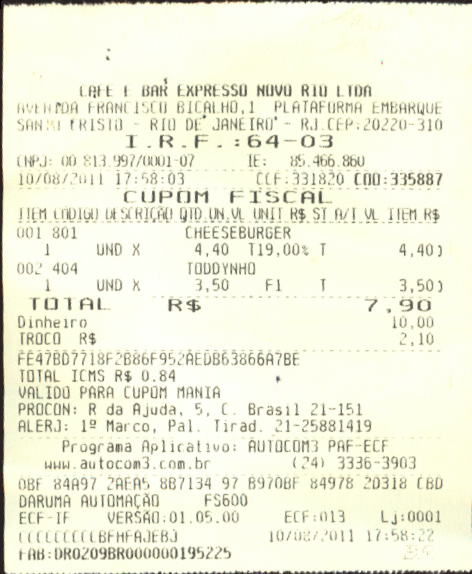 CAFE E BAR EXPRESSO NOVO RIO LTDA
AVENIDA FRANCISCO BICALHO,1 PLATAFORMA EMBARQUE
SANTO CRISTO - RIO DE JANEIRO - RJ.CEP:20220-310
I.R.F.:64-03
CNPJ: 00.813.997/0001-07 IE: 85.466.860
10/08/2011 17:58:03 CCF:331820 COO:335887
CUPOM FISCAL
ITEM CÓDIGO DESCRIÇÃO QTD.UN.VL UNIT R$ ST A/T VL ITEM R$
001 801 CHEESEBURGER
1 UND X 4,40 T19,00% T 4,40)
002 404 TODDYNHO
1 UND X 3,50 F1 T 3,50)
TOTAL R$ 7,90
Dinheiro 10,00
TROCO R$ 2,10
FE47BD7718F2B86F952AEDB63866A7BE
TOTAL ICMS R$ 0.84
VALIDO PARA CUPOM MANIA
PROCON: R da Ajuda, 5, C. Brasil 21-151
ALERJ: 1º Marco, Pal. Tirad. 21-25881419
Programa Aplicativo: AUTOCOM3 PAF-ECF
www.autocom3.com.br (24) 3336-3903
0BF 84A97 2AEA5 8B7134 97 B970BF 84978 20318 CBD
DARUMA AUTOMAÇÃO FS600
ECF-IF VERSÃO:01.05.00 ECF:013 Lj:0001
CCCCCCCCCBFHFAJEBJ 10/08/2011 17:58:22
FAB:DR0209BR000000195225